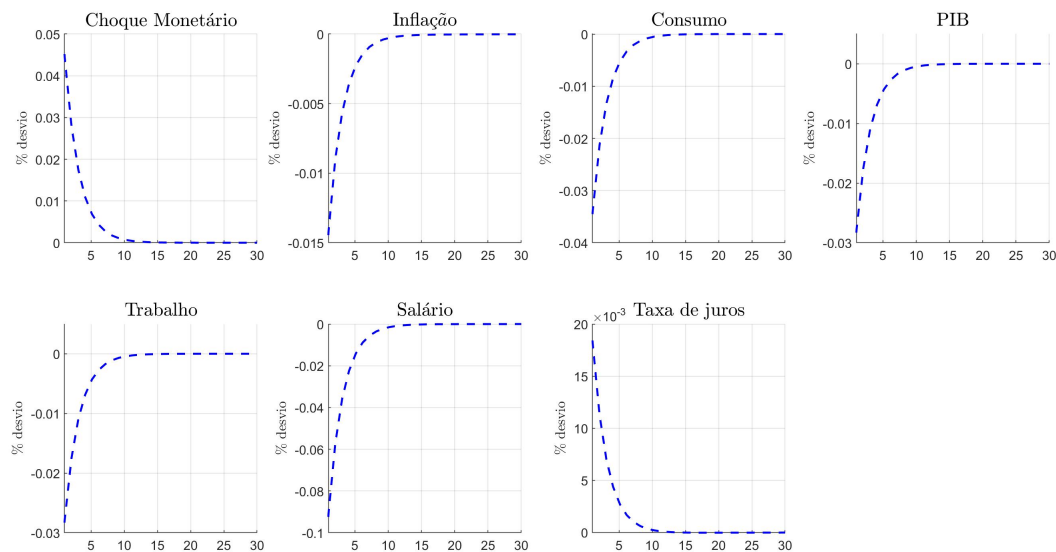 Choque Monetário
% desvio
0.05
0.04
0.03
0.02
0.01
0
5 10 15 20 25 30
Inflação
% desvio
0
-0.005
-0.01
-0.015
5 10 15 20 25 30
Consumo
% desvio
0
-0.01
-0.02
-0.03
-0.04
5 10 15 20 25 30
PIB
% desvio
0
-0.01
-0.02
-0.03
5 10 15 20 25 30
Trabalho
% desvio
0
-0.01
-0.02
-0.03
5 10 15 20 25 30
Salário
% desvio
0
-0.02
-0.04
-0.06
-0.08
-0.1
5 10 15 20 25 30
Taxa de juros
×10⁻³
% desvio
20
15
10
5
0
5 10 15 20 25 30